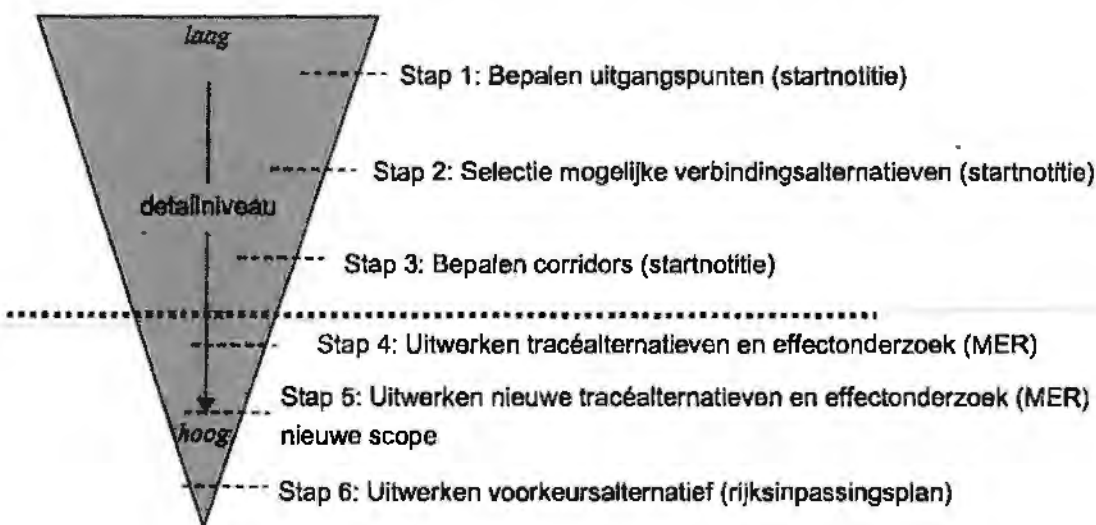 laag
Stap 1: Bepalen uitgangspunten (startnotitie)
Stap 2: Selectie mogelijke verbindingsalternatieven (startnotitie)
detailniveau
Stap 3: Bepalen corridors (startnotitie)
Stap 4: Uitwerken tracéalternatieven en effectonderzoek (MER)
Stap 5: Uitwerken nieuwe tracéalternatieven en effectonderzoek (MER)
nieuwe scope
hoog
Stap 6: Uitwerken voorkeursalternatief (rijksinpassingsplan)